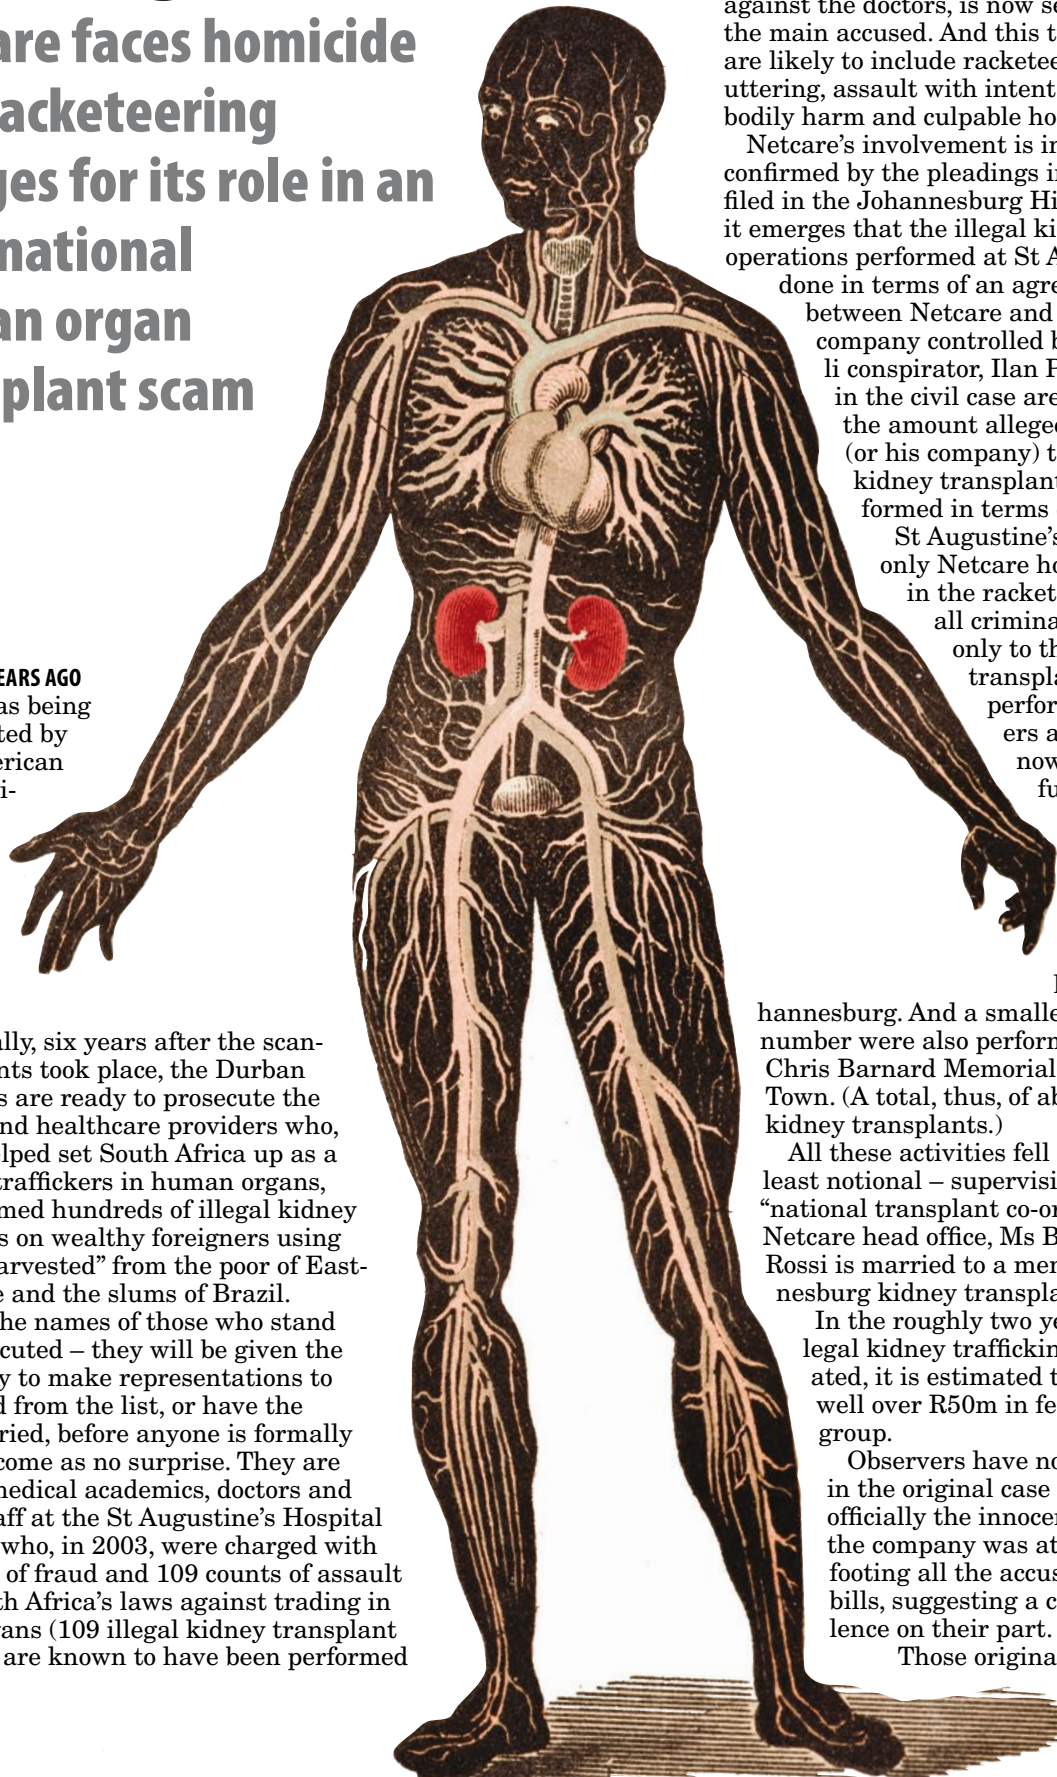 are faces homicide
acketeering
ges for its role in an
national
an organ
plant scam
EARS AGO
as being
ted by
erican
i-
ally, six years after the scan-
nts took place, the Durban
s are ready to prosecute the
nd healthcare providers who,
lped set South Africa up as a
traffickers in human organs,
med hundreds of illegal kidney
s on wealthy foreigners using
arvested” from the poor of East-
e and the slums of Brazil.
he names of those who stand
cuted – they will be given the
y to make representations to
d from the list, or have the
ried, before anyone is formally
come as no surprise. They are
medical academics, doctors and
aff at the St Augustine’s Hospital
who, in 2003, were charged with
of fraud and 109 counts of assault
th Africa’s laws against trading in
gans (109 illegal kidney transplant
are known to have been performed
against the doctors, is now se
the main accused. And this t
are likely to include racketee
uttering, assault with intent
bodily harm and culpable ho
Netcare’s involvement is in
confirmed by the pleadings in
filed in the Johannesburg Hi
it emerges that the illegal ki
operations performed at St A
done in terms of an agre
between Netcare and
company controlled b
li conspirator, Ilan P
in the civil case are
the amount alleged
(or his company) t
kidney transplant
formed in terms
St Augustine’s
only Netcare ho
in the racket
all crimina
only to th
transpla
perfor
ers a
now
fu
hannesburg. And a smalle
number were also perform
Chris Barnard Memorial
Town. (A total, thus, of ab
kidney transplants.)
All these activities fell
least notional – supervisi
“national transplant co-or
Netcare head office, Ms B
Rossi is married to a mem
nesburg kidney transpla
In the roughly two ye
legal kidney traffickin
ated, it is estimated t
well over R50m in fe
group.
Observers have no
in the original case
officially the innocen
the company was at
footing all the accus
bills, suggesting a c
lence on their part.
Those origina